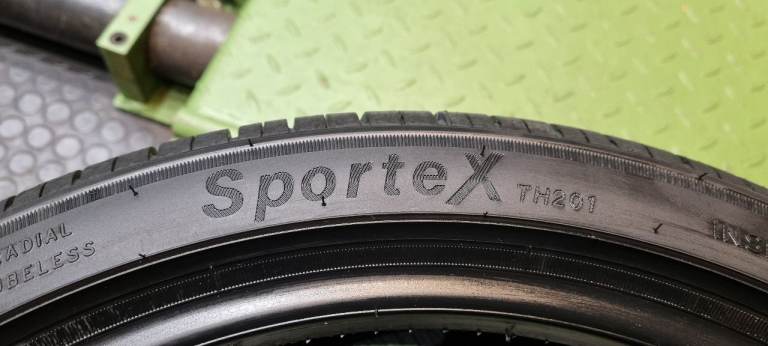 SporteX TH201
RADIAL
TUBELESS